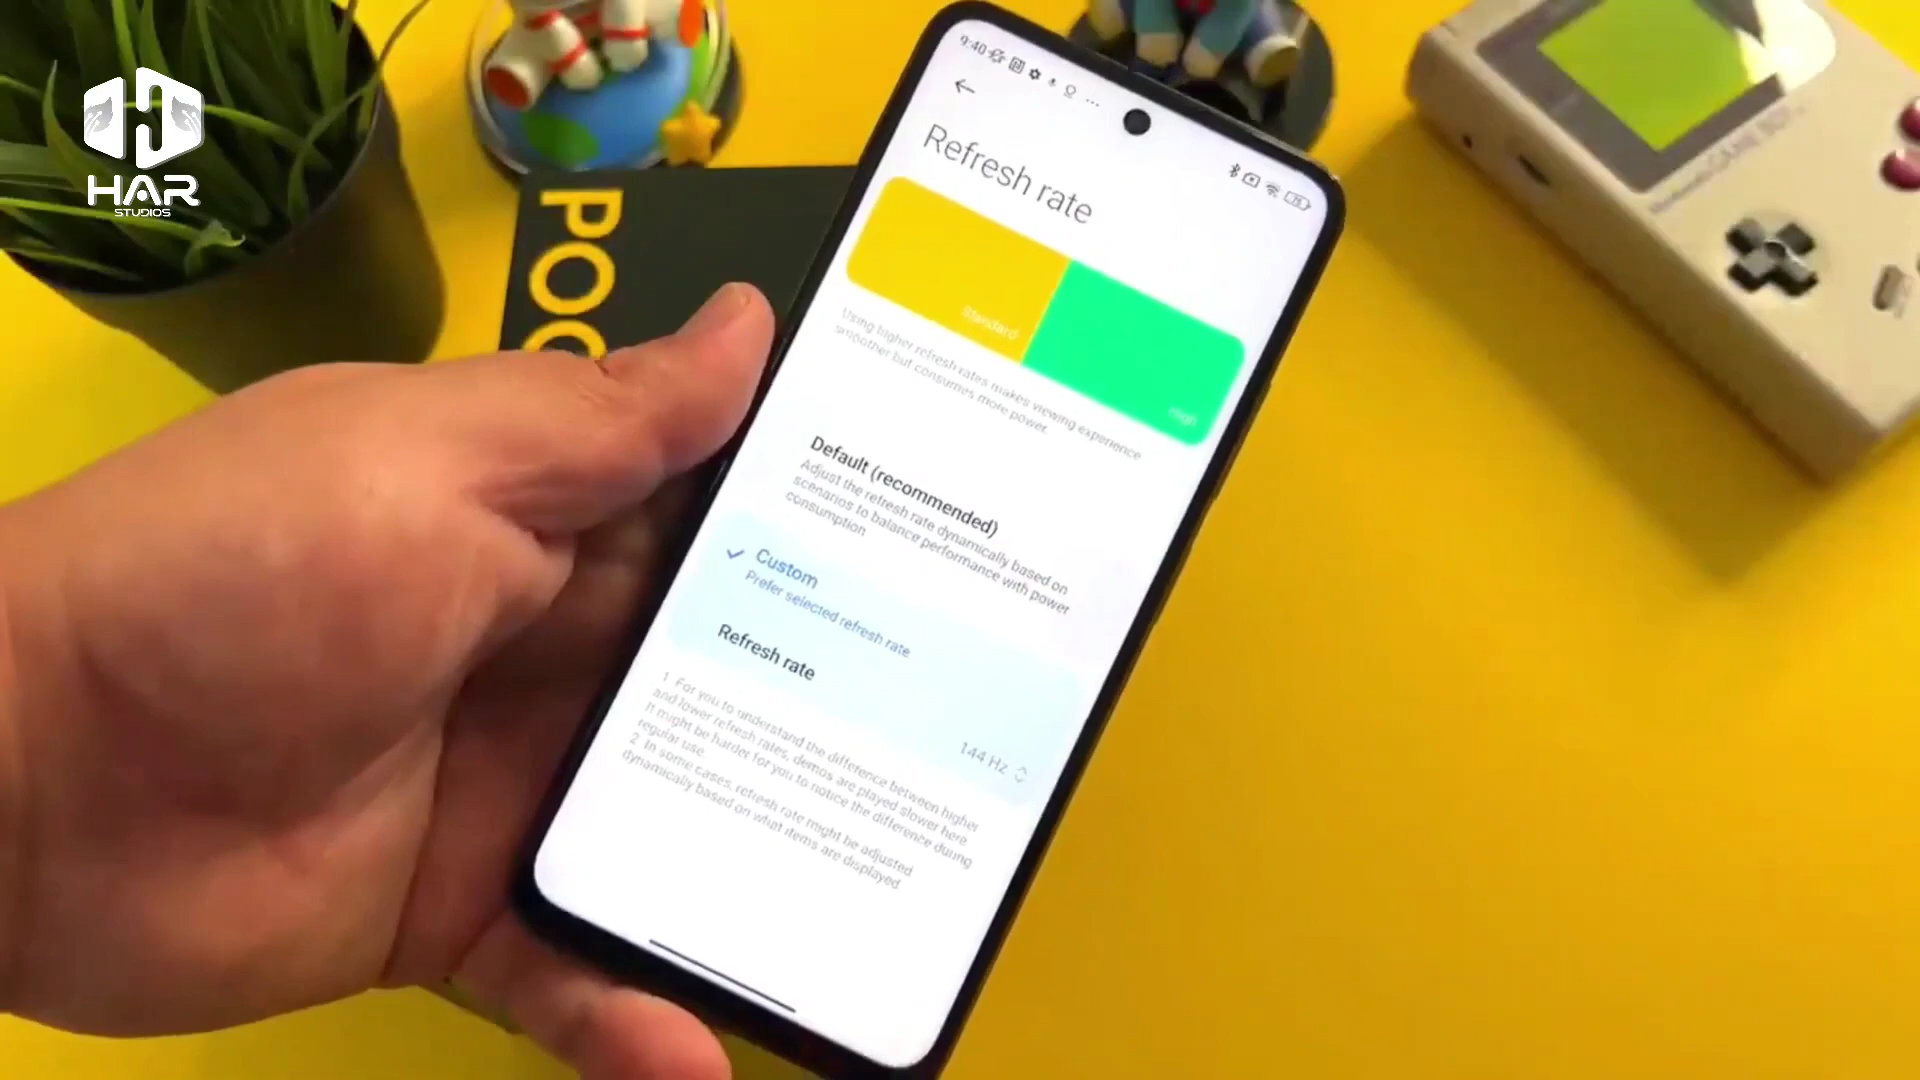 HAR
STUDIOS
POCO
9:40
Refresh rate
Standard
High
Using higher refresh rates makes viewing experience
smoother but consumes more power.
Default (recommended)
Adjust the refresh rate dynamically based on
scenarios to balance performance with power
consumption
Custom
Prefer selected refresh rate
Refresh rate
144 Hz
1 For you to understand the difference between higher
and lower refresh rates, demos are played slower here.
It might be harder for you to notice the difference during
regular use.
2 In some cases, refresh rate might be adjusted
dynamically based on what items are displayed.
Nintendo GAME BOY